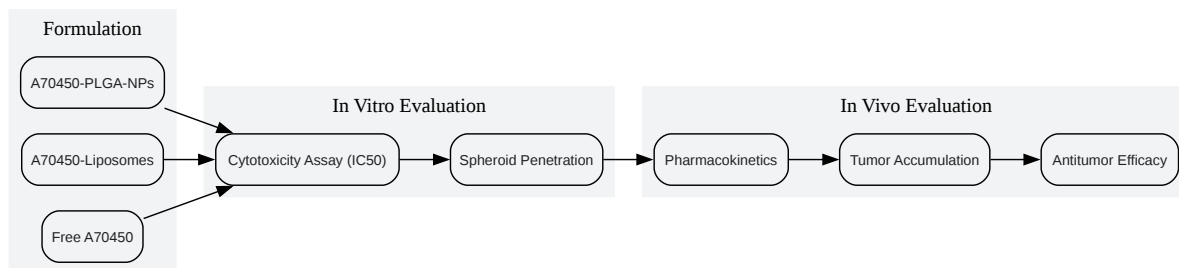 Formulation
A70450-PLGA-NPs
A70450-Liposomes
Free A70450
In Vitro Evaluation
Cytotoxicity Assay (IC50)
Spheroid Penetration
In Vivo Evaluation
Pharmacokinetics
Tumor Accumulation
Antitumor Efficacy